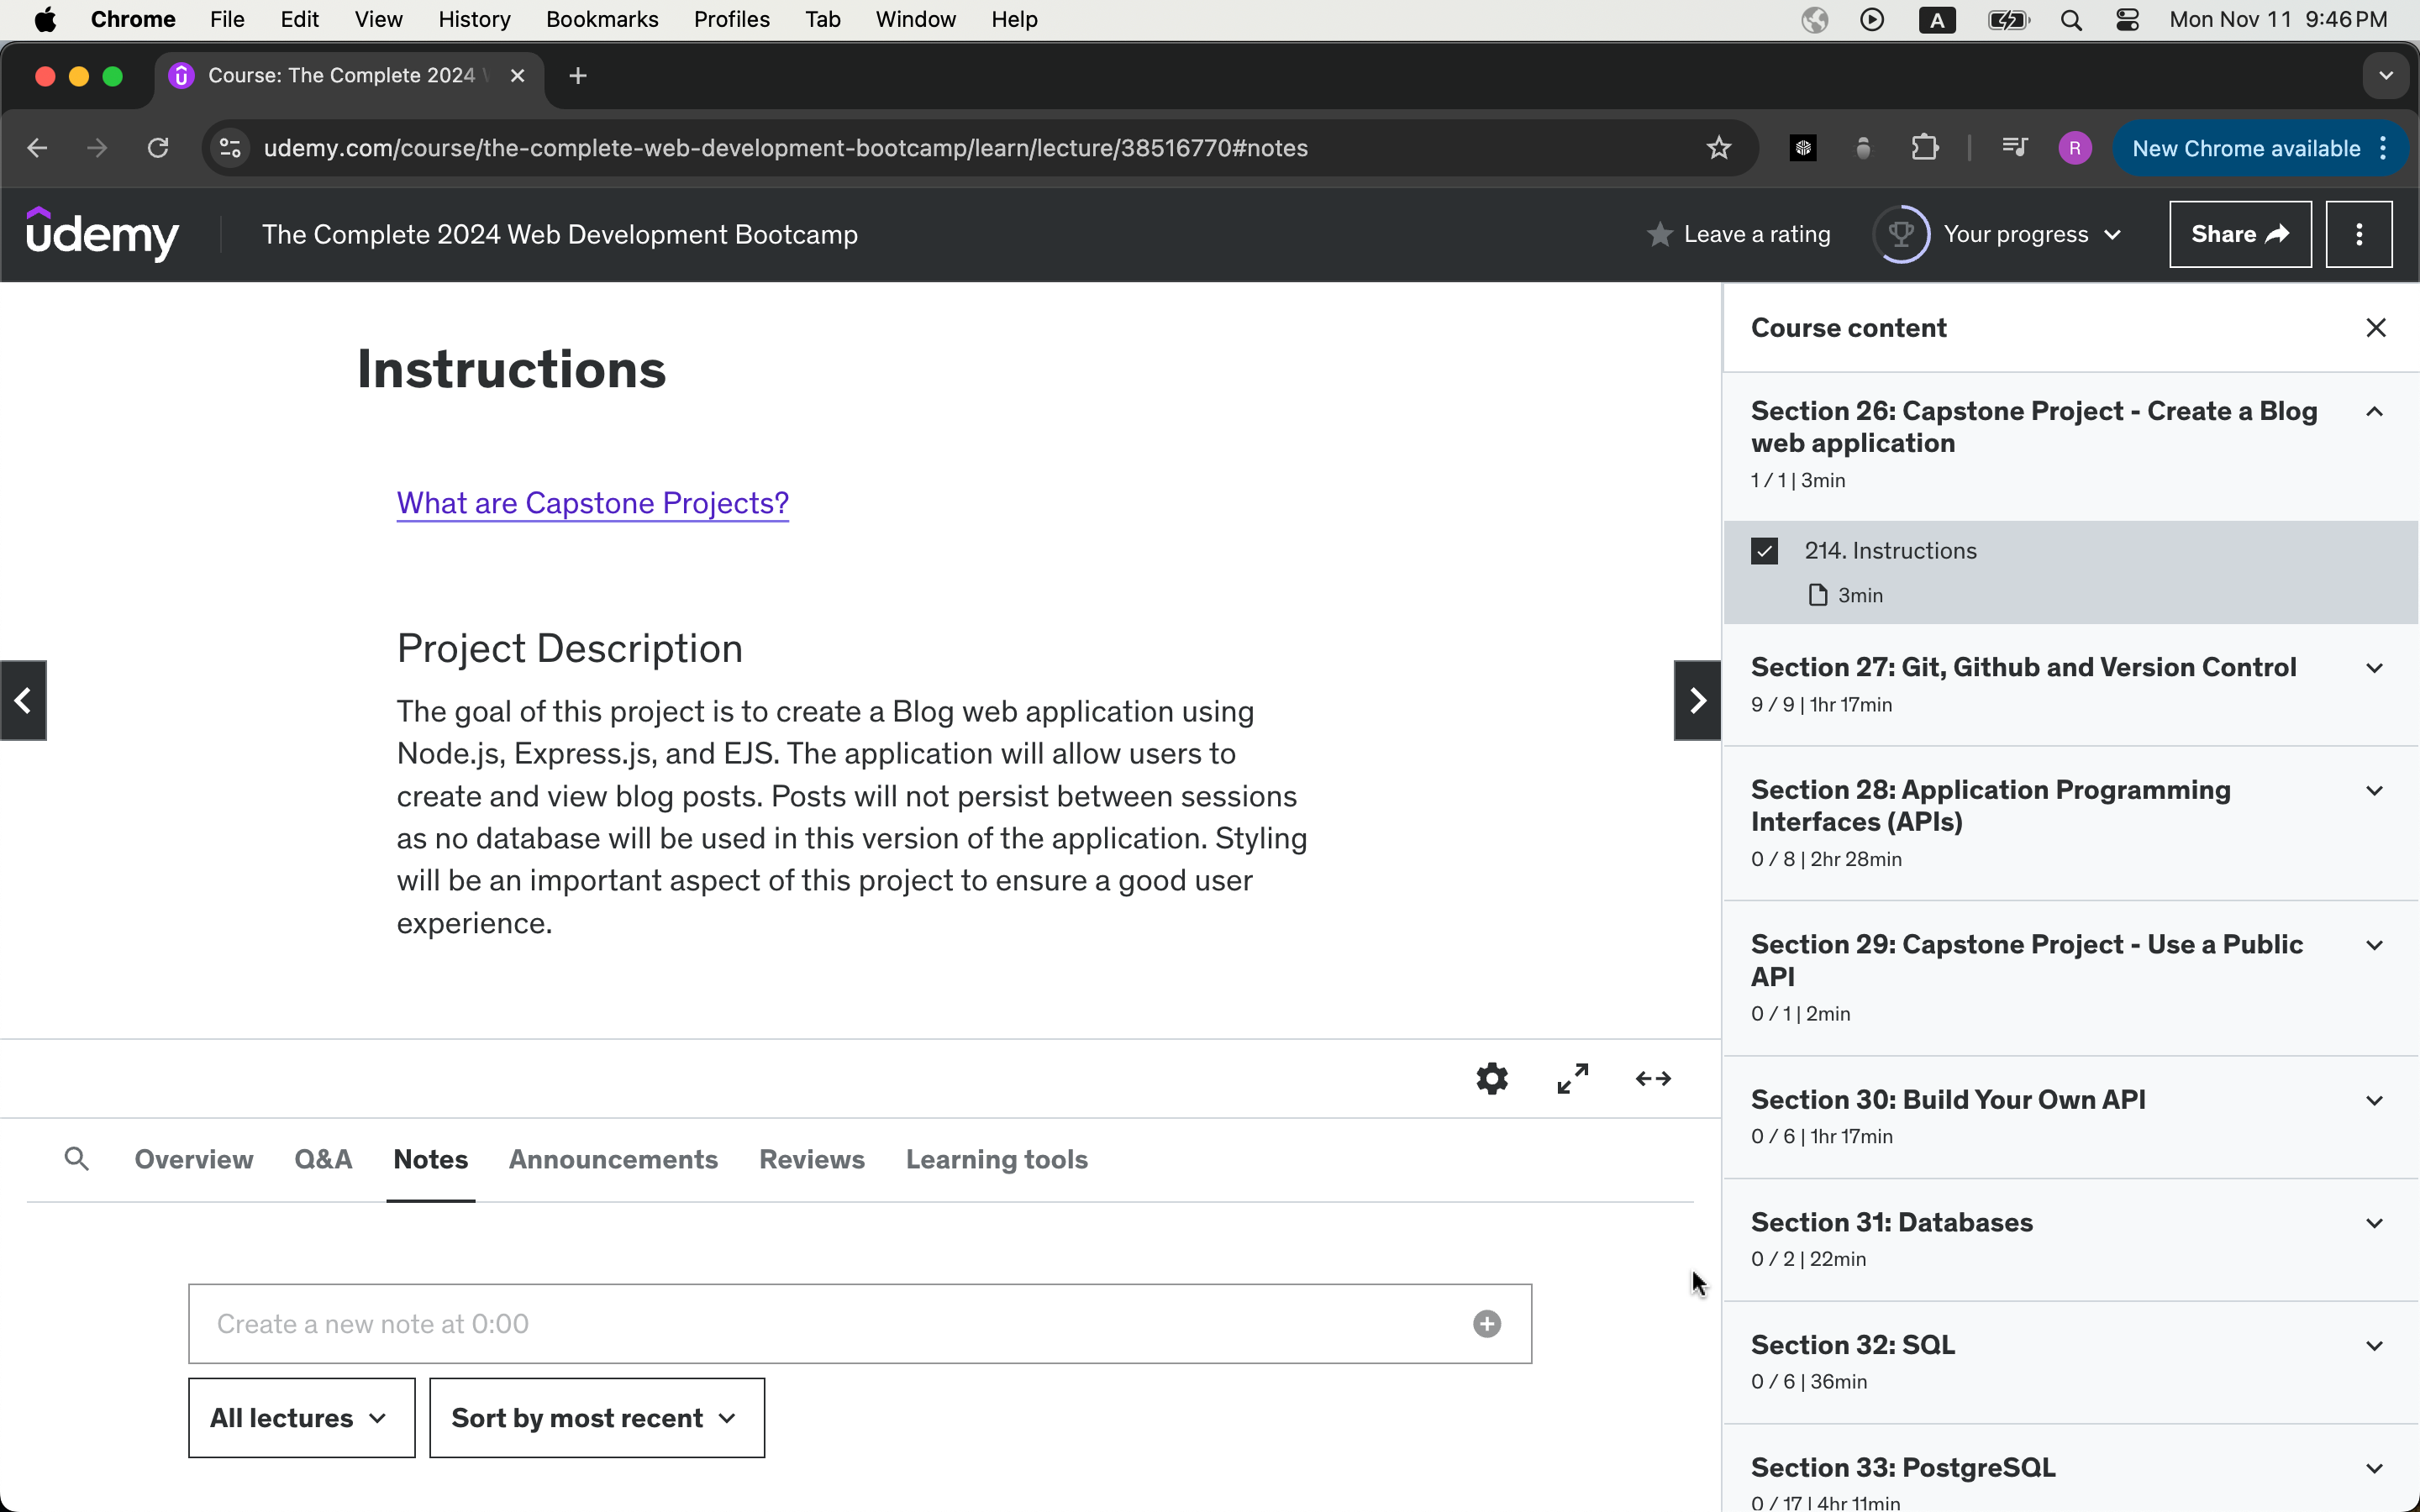 Chrome File Edit View History Bookmarks Profiles Tab Window Help
A
Mon Nov 11 9:46 PM
Course: The Complete 2024
udemy.com/course/the-complete-web-development-bootcamp/learn/lecture/38516770#notes
R
New Chrome available
udemy
The Complete 2024 Web Development Bootcamp
Leave a rating
Your progress
Share
Instructions
What are Capstone Projects?
Project Description
The goal of this project is to create a Blog web application using
Node.js, Express.js, and EJS. The application will allow users to
create and view blog posts. Posts will not persist between sessions
as no database will be used in this version of the application. Styling
will be an important aspect of this project to ensure a good user
experience.
Overview Q&A Notes Announcements Reviews Learning tools
Create a new note at 0:00
All lectures
Sort by most recent
Course content
Section 26: Capstone Project - Create a Blog
web application
1 / 1 | 3min
214. Instructions
3min
Section 27: Git, Github and Version Control
9 / 9 | 1hr 17min
Section 28: Application Programming
Interfaces (APIs)
0 / 8 | 2hr 28min
Section 29: Capstone Project - Use a Public
API
0 / 1 | 2min
Section 30: Build Your Own API
0 / 6 | 1hr 17min
Section 31: Databases
0 / 2 | 22min
Section 32: SQL
0 / 6 | 36min
Section 33: PostgreSQL
0 / 17 | 4hr 11min